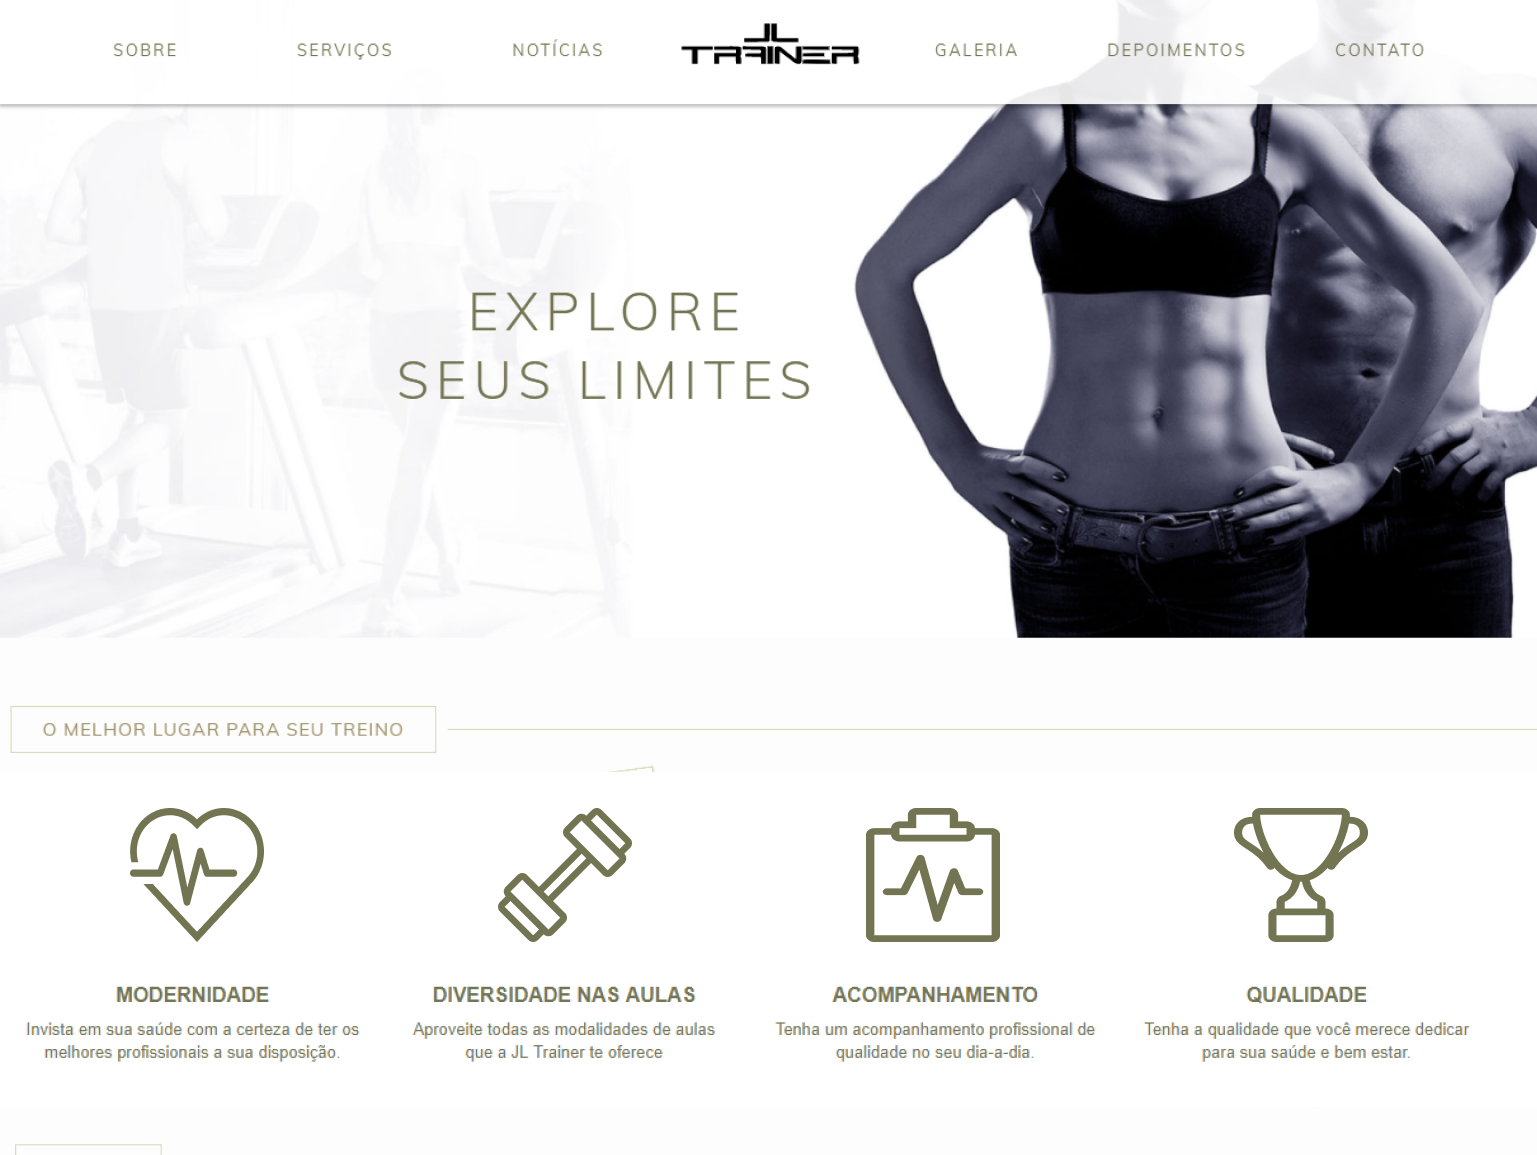 SOBRE SERVIÇOS NOTÍCIAS JL TRAINER GALERIA DEPOIMENTOS CONTATO
EXPLORE
SEUS LIMITES
O MELHOR LUGAR PARA SEU TREINO
MODERNIDADE
Invista em sua saúde com a certeza de ter os
melhores profissionais a sua disposição.
DIVERSIDADE NAS AULAS
Aproveite todas as modalidades de aulas
que a JL Trainer te oferece
ACOMPANHAMENTO
Tenha um acompanhamento profissional de
qualidade no seu dia-a-dia.
QUALIDADE
Tenha a qualidade que você merece dedicar
para sua saúde e bem estar.